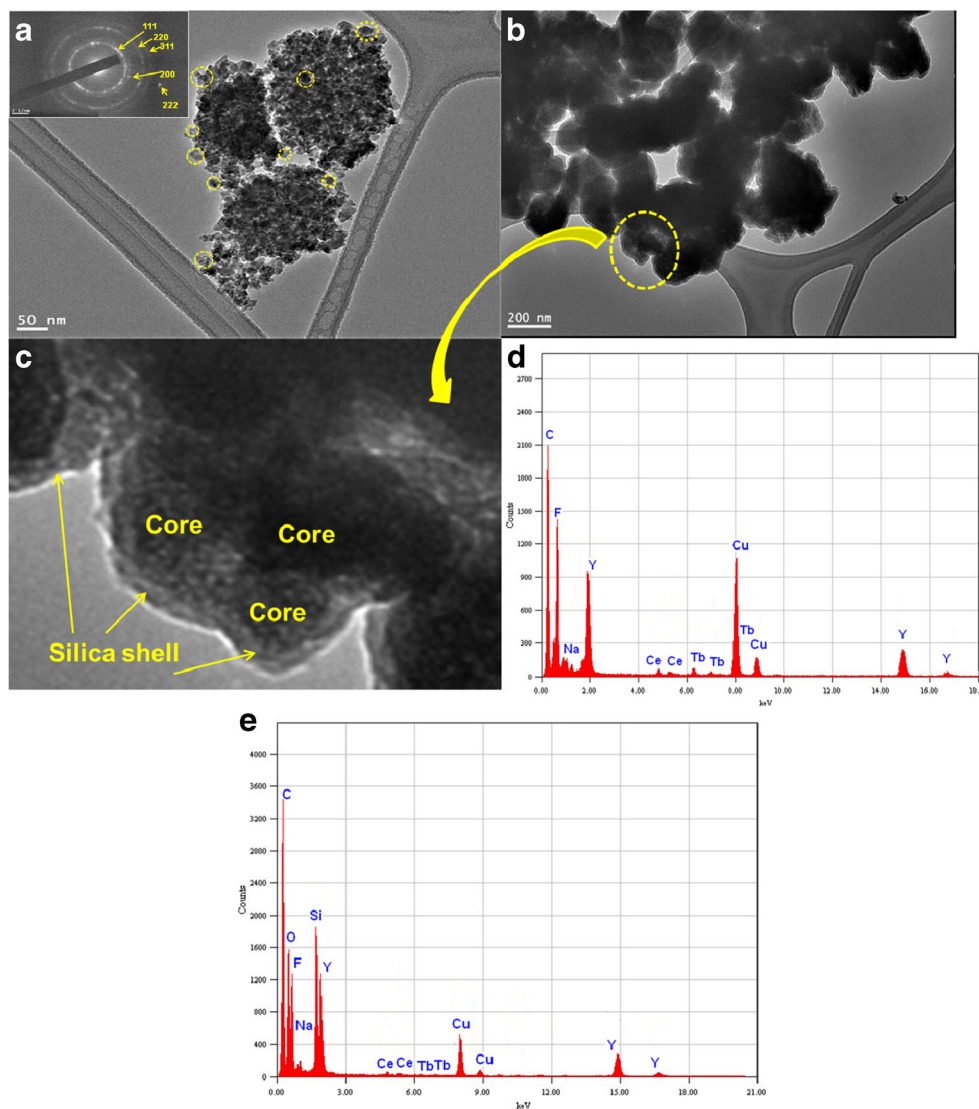 a
111
220
311
200
222
50 nm
b
200 nm
c
Core
Core
Core
Silica shell
d
2700
2400
2100
1800
1500
1200
900
600
300
0
Counts
C
F
Na
Y
Ce
Ce
Tb
Tb
Cu
Tb
Cu
Y
Y
0.00 2.00 4.00 6.00 8.00 10.00 12.00 14.00 16.00 18.
keV
e
4000
3600
3200
2800
2400
2000
1600
1200
800
400
0
Counts
C
O
F
Na
Si
Y
Ce Ce TbTb
Cu
Cu
Y
Y
0.00 3.00 6.00 9.00 12.00 15.00 18.00 21.00
keV